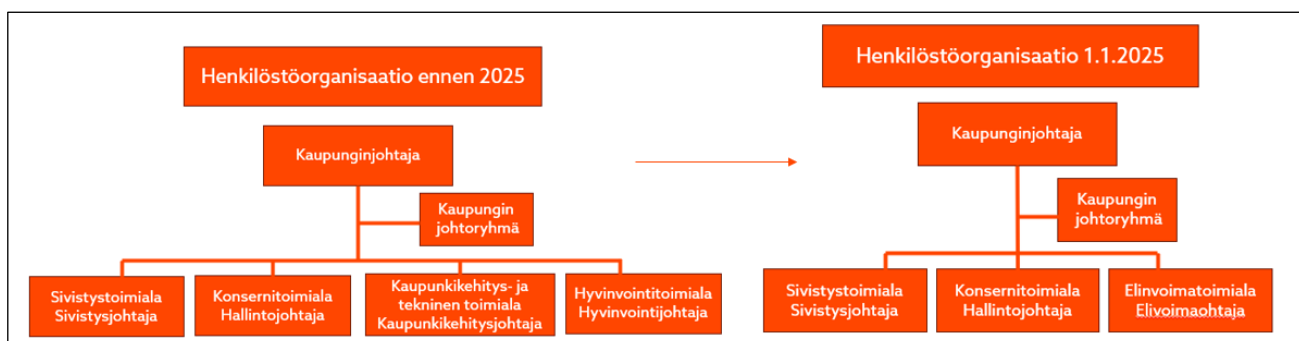 Henkilöstöorganisaatio ennen 2025
Kaupunginjohtaja
Kaupungin
johtoryhmä
Sivistystoimiala
Sivistysjohtaja
Konsernitoimiala
Hallintojohtaja
Kaupunkikehitys- ja
tekninen toimiala
Kaupunkikehitysjohtaja
Hyvinvointitoimiala
Hyvinvointijohtaja
Henkilöstöorganisaatio 1.1.2025
Kaupunginjohtaja
Kaupungin
johtoryhmä
Sivistystoimiala
Sivistysjohtaja
Konsernitoimiala
Hallintojohtaja
Elinvoimatoimiala
Elivoimaohtaja